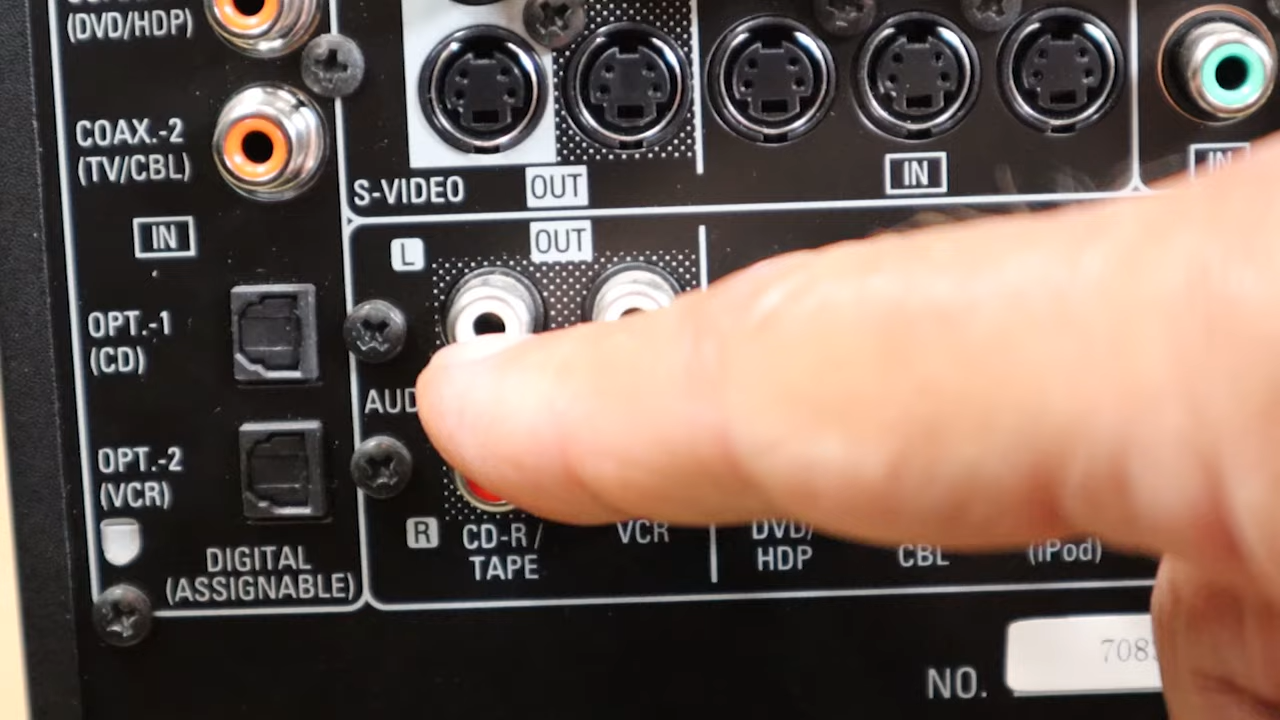 (DVD/HDP)
COAX.-2
(TV/CBL)
IN
OPT.-1
(CD)
OPT.-2
(VCR)
DIGITAL
(ASSIGNABLE)
S-VIDEO
OUT
IN
IN
L
OUT
R
CD-R /
TAPE
VCR
DVD/
HDP
CBL
(iPod)
NO.